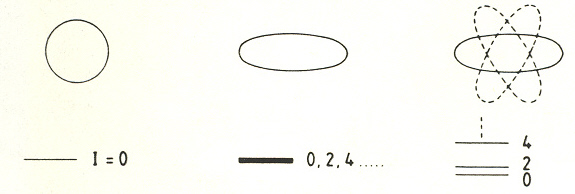 I = 0
0, 2, 4 .....
4
2
0